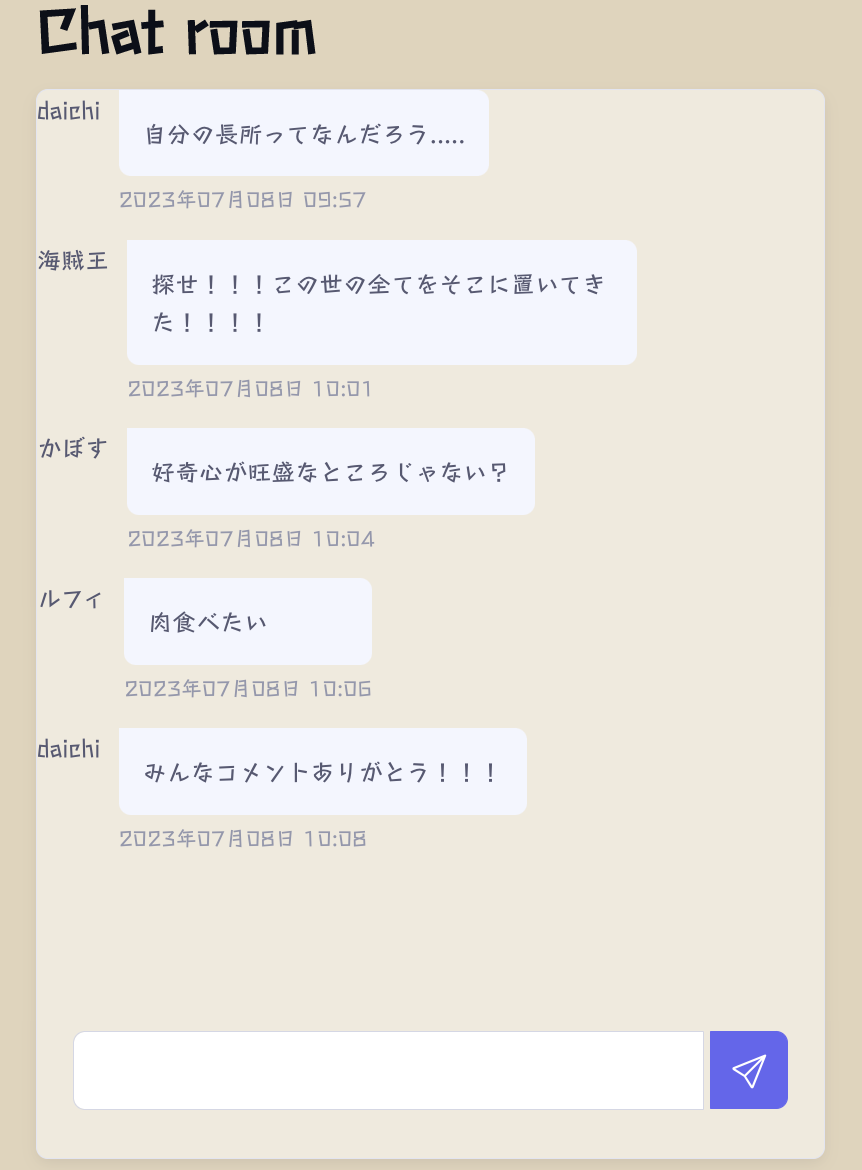 Chat room
daichi
自分の長所ってなんだろう.....
2023年07月08日 09:57
海賊王
探せ！！！この世の全てをそこに置いてき
た！！！！
2023年07月08日 10:01
かぼす
好奇心が旺盛なところじゃない？
2023年07月08日 10:04
ルフィ
肉食べたい
2023年07月08日 10:06
daichi
みんなコメントありがとう！！！
2023年07月08日 10:08